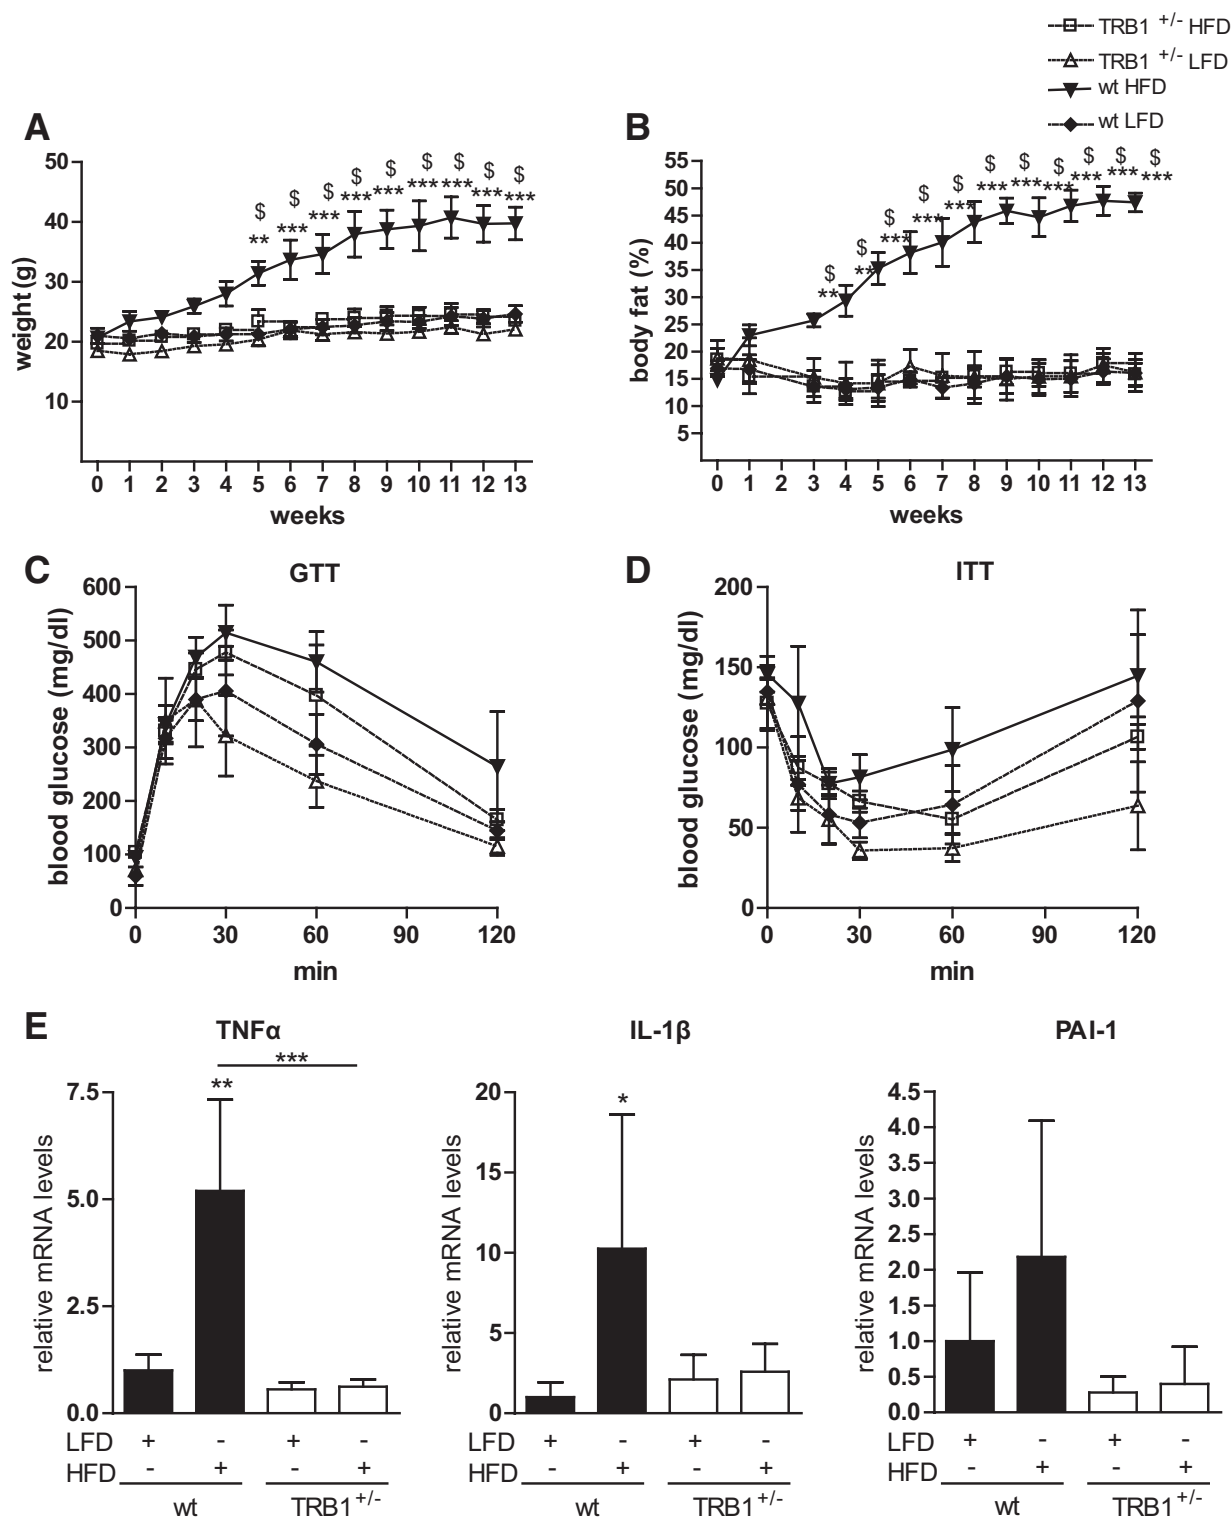 TRB1 +/- HFD
TRB1 +/- LFD
wt HFD
wt LFD
A
weight (g)
50
40
30
20
10
$ $ $ $ $ $ $ $ $
** *** *** *** *** *** *** *** ***
0 1 2 3 4 5 6 7 8 9 10 11 12 13
weeks
B
body fat (%)
55
50
45
40
35
30
25
20
15
10
5
$ $ $ $ $ $ $ $ $ $
** ** *** *** *** *** *** *** *** *** ***
0 1 2 3 4 5 6 7 8 9 10 11 12 13
weeks
C
GTT
blood glucose (mg/dl)
600
500
400
300
200
100
0
0 30 60 90 120
min
D
ITT
blood glucose (mg/dl)
200
150
100
50
0
0 30 60 90 120
min
E
TNFα
***
**
relative mRNA levels
7.5
5.0
2.5
0.0
LFD + - + -
HFD - + - +
wt TRB1+/-
IL-1β
*
relative mRNA levels
20
15
10
5
0
+ - + -
- + - +
wt TRB1+/-
PAI-1
relative mRNA levels
4.5
4.0
3.5
3.0
2.5
2.0
1.5
1.0
0.5
0.0
LFD + - + -
HFD - + - +
wt TRB1+/-